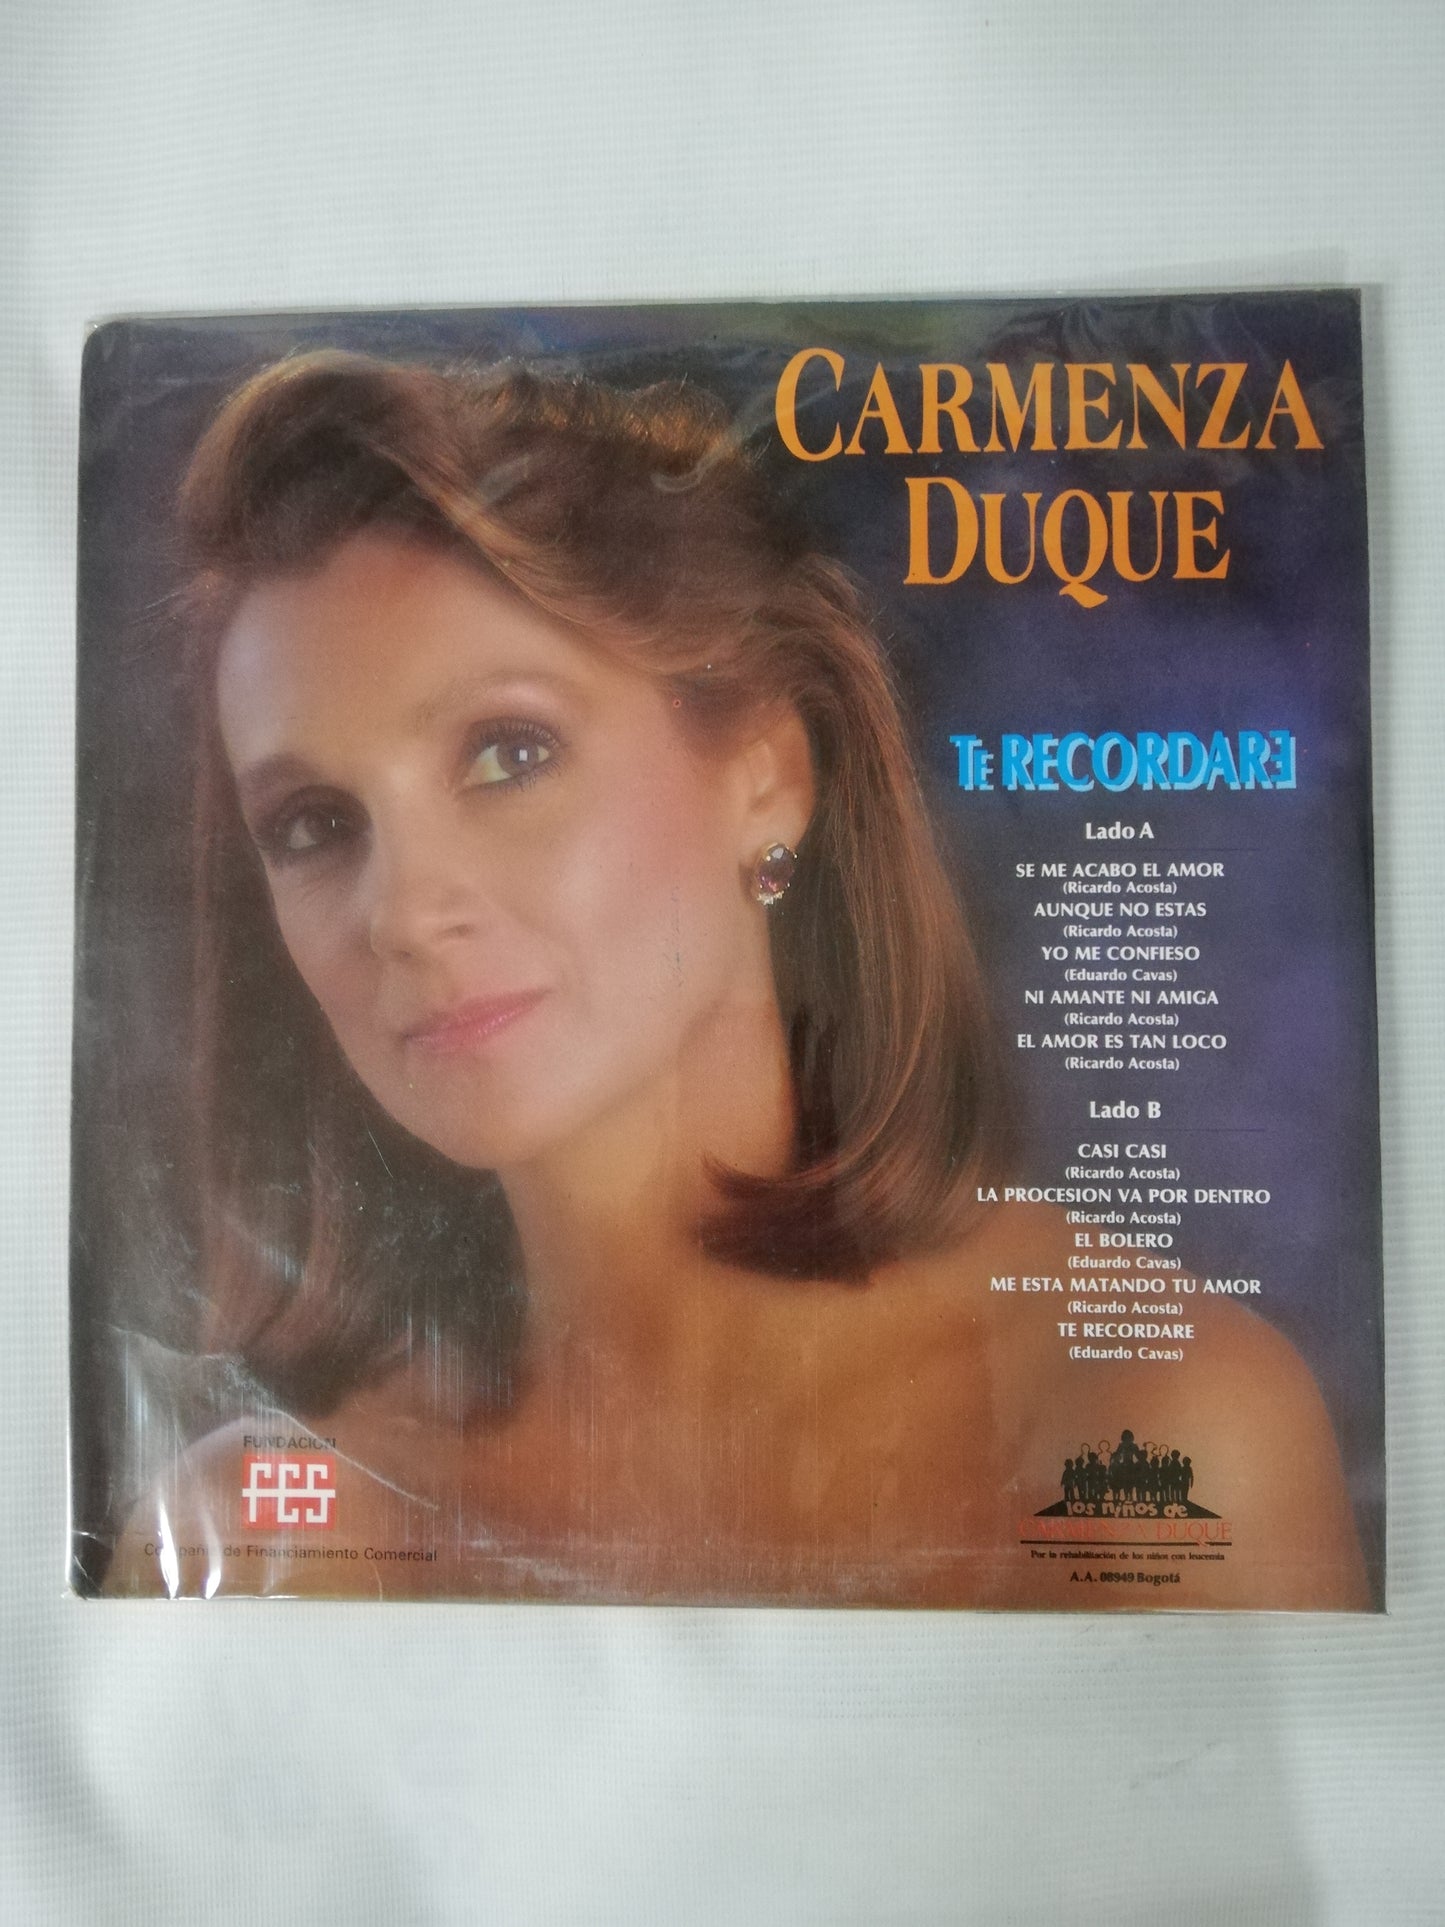 CARMENZA
DUQUE
TE RECORDARE
Lado A
SE ME ACABO EL AMOR
(Ricardo Acosta)
AUNQUE NO ESTAS
(Ricardo Acosta)
YO ME CONFIESO
(Eduardo Cavas)
NI AMANTE NI AMIGA
(Ricardo Acosta)
EL AMOR ES TAN LOCO
(Ricardo Acosta)
Lado B
CASI CASI
(Ricardo Acosta)
LA PROCESION VA POR DENTRO
(Ricardo Acosta)
EL BOLERO
(Eduardo Cavas)
ME ESTA MATANDO TU AMOR
(Ricardo Acosta)
TE RECORDARE
(Eduardo Cavas)
FUNDACION
FES
Compañia de Financiamiento Comercial
los niños de
CARMENZA DUQUE
Por la rehabilitación de los niños con leucemia
A.A. 08949 Bogotá